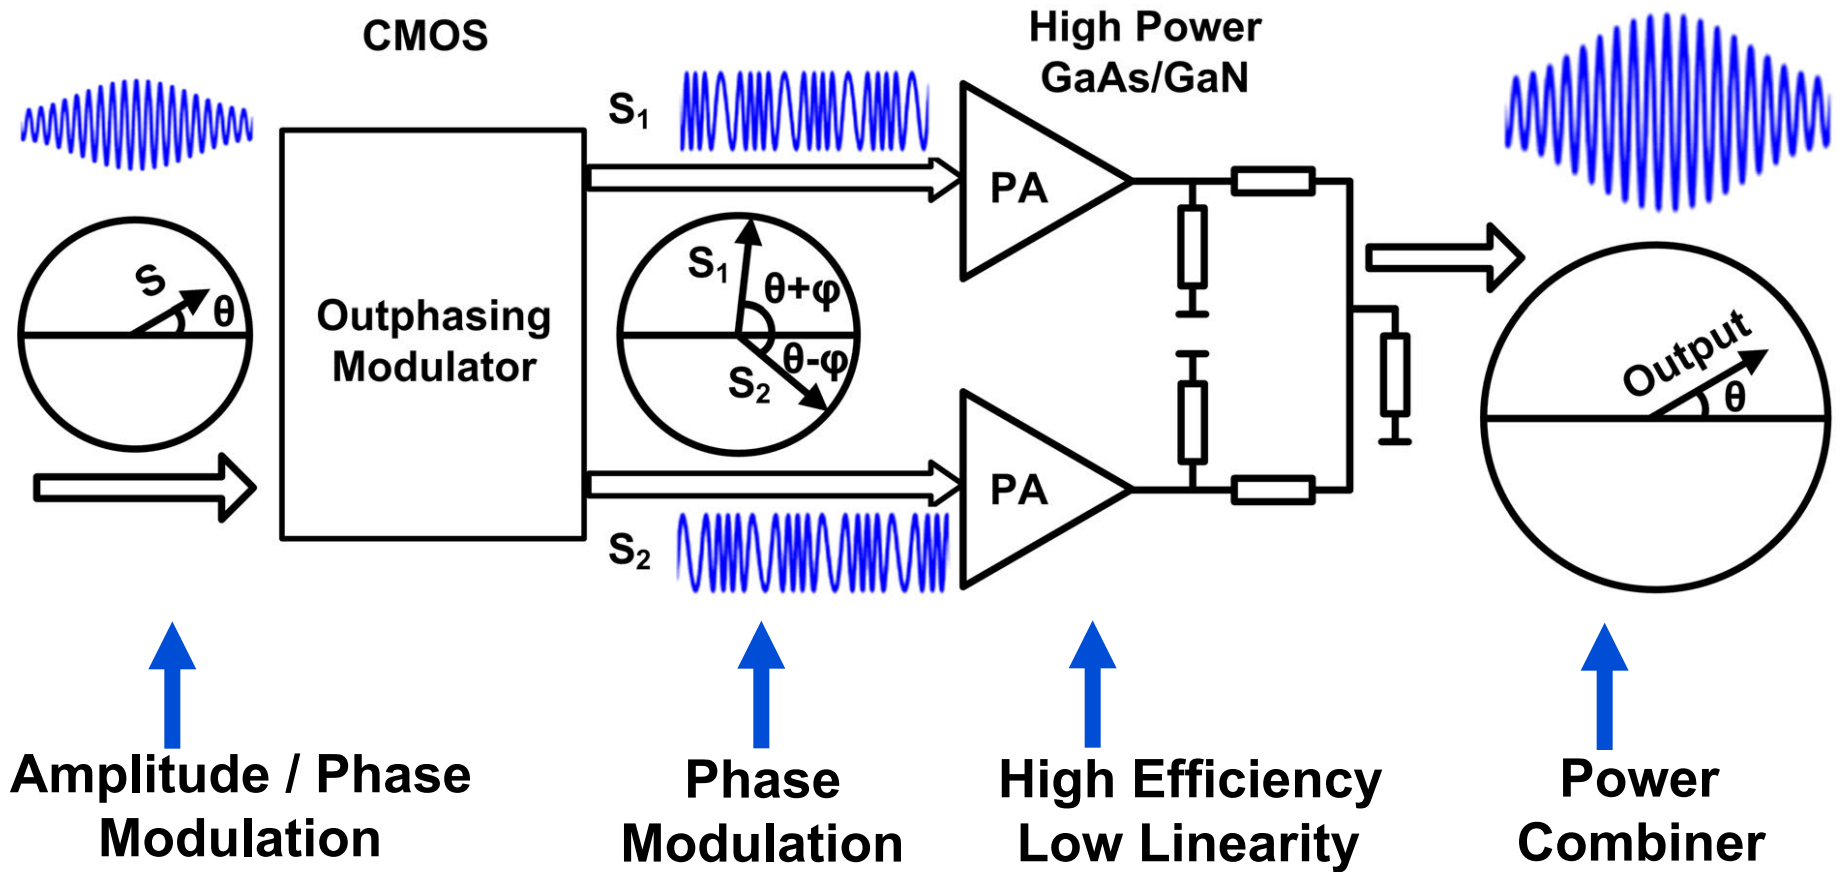 CMOS
High Power
GaAs/GaN
S₁
PA
S
θ
Outphasing
Modulator
S₁
θ+φ
θ-φ
S₂
Output
θ
PA
S₂
Amplitude / Phase
Modulation
Phase
Modulation
High Efficiency
Low Linearity
Power
Combiner